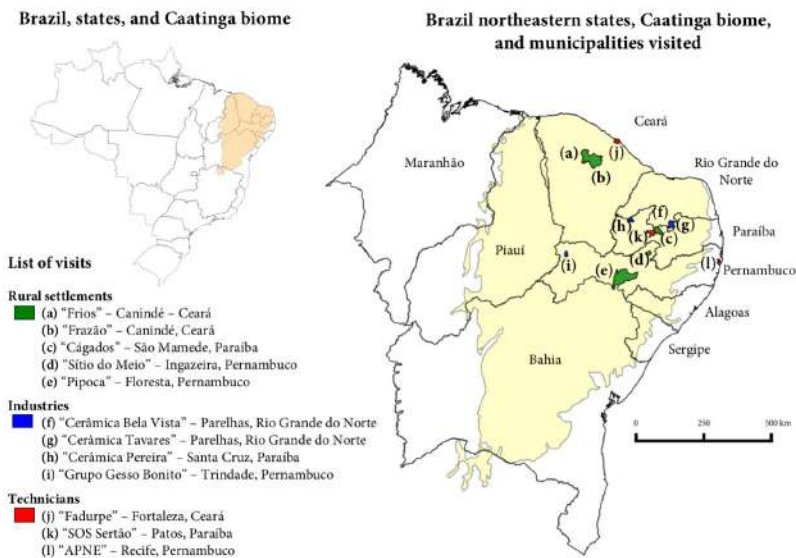 Brazil, states, and Caatinga biome
Brazil northeastern states, Caatinga biome,
and municipalities visited
Ceará
(a)
(j)
(b)
Maranhão
Rio Grande do
Norte
(f)
(h)
(g)
(k)
(c)
Paraíba
Piauí
(d)
(i)
(e)
(l)
Pernambuco
Alagoas
Sergipe
Bahia
0 250 500 km
List of visits
Rural settlements
(a) “Frios” – Canindé – Ceará
(b) “Frazão” – Canindé, Ceará
(c) “Cágados” – São Mamede, Paraíba
(d) “Sítio do Meio” – Ingazeira, Pernambuco
(e) “Pipoca” – Floresta, Pernambuco
Industries
(f) “Cerâmica Bela Vista” – Parelhas, Rio Grande do Norte
(g) “Cerâmica Tavares” – Parelhas, Rio Grande do Norte
(h) “Cerâmica Pereira” – Santa Cruz, Paraíba
(i) “Grupo Gesso Bonito” – Trindade, Pernambuco
Technicians
(j) “Fadurpe” – Fortaleza, Ceará
(k) “SOS Sertão” – Patos, Paraíba
(l) “APNE” – Recife, Pernambuco